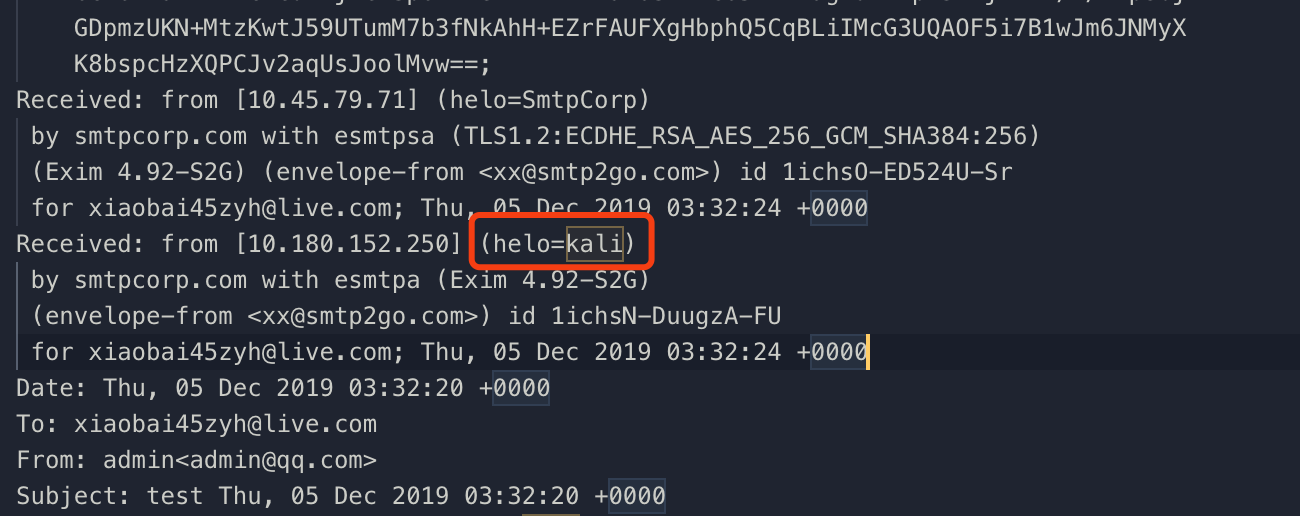 GDpmzUKN+MtzKwtJ59UTumM7b3fNkAhH+EZrFAUFXgHbphQ5CqBLiIMcG3UQAOF5i7B1wJm6JNMyX
K8bspcHzXQPCJv2aqUsJoolMvw==;
Received: from [10.45.79.71] (helo=SmtpCorp)
by smtpcorp.com with esmtpsa (TLS1.2:ECDHE_RSA_AES_256_GCM_SHA384:256)
(Exim 4.92-S2G) (envelope-from <xx@smtp2go.com>) id 1ichsO-ED524U-Sr
for xiaobai45zyh@live.com; Thu, 05 Dec 2019 03:32:24 +0000
Received: from [10.180.152.250] (helo=kali)
by smtpcorp.com with esmtpa (Exim 4.92-S2G)
(envelope-from <xx@smtp2go.com>) id 1ichsN-DuugzA-FU
for xiaobai45zyh@live.com; Thu, 05 Dec 2019 03:32:24 +0000
Date: Thu, 05 Dec 2019 03:32:20 +0000
To: xiaobai45zyh@live.com
From: admin<admin@qq.com>
Subject: test Thu, 05 Dec 2019 03:32:20 +0000